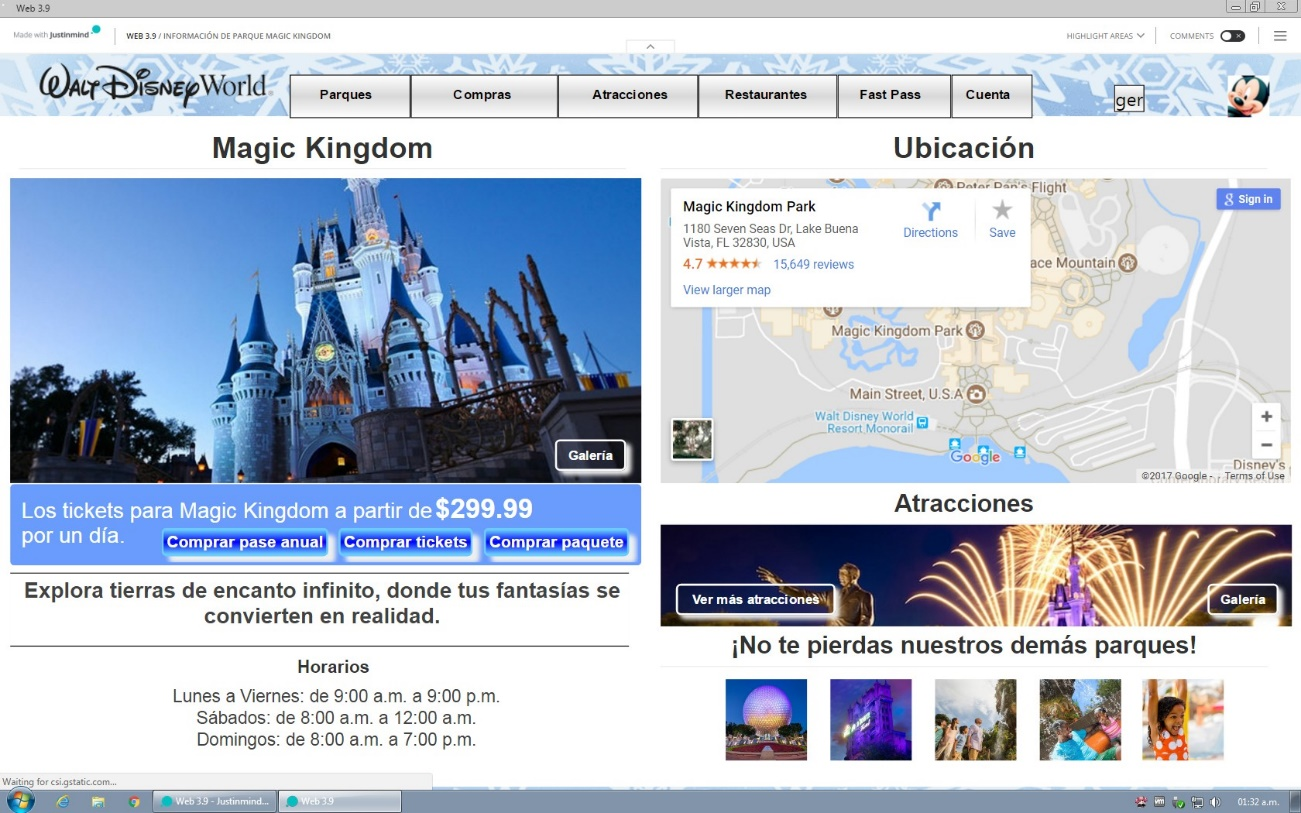 Web 3.9
Made with Justinmind
WEB 3.9 / INFORMACIÓN DE PARQUE MAGIC KINGDOM
HIGHLIGHT AREAS
COMMENTS
WALT DISNEY World
Parques
Compras
Atracciones
Restaurantes
Fast Pass
Cuenta
ger
Magic Kingdom
Galería
Los tickets para Magic Kingdom a partir de $299.99
por un día.
Comprar pase anual
Comprar tickets
Comprar paquete
Explora tierras de encanto infinito, donde tus fantasías se
convierten en realidad.
Horarios
Lunes a Viernes: de 9:00 a.m. a 9:00 p.m.
Sábados: de 8:00 a.m. a 12:00 a.m.
Domingos: de 8:00 a.m. a 7:00 p.m.
Ubicación
Peter Pan's Flight
Magic Kingdom Park
1180 Seven Seas Dr, Lake Buena
Vista, FL 32830, USA
4.7
15,649 reviews
View larger map
Directions
Save
Sign in
ace Mountain
Magic Kingdom Park
Main Street, U.S.A
Walt Disney World
Resort Monorail
Google
Disney's
©2017 Google -
Terms of Use
Atracciones
Ver más atracciones
Galería
¡No te pierdas nuestros demás parques!
Waiting for csi.gstatic.com...
Web 3.9 - Justinmind...
Web 3.9
01:32 a.m.